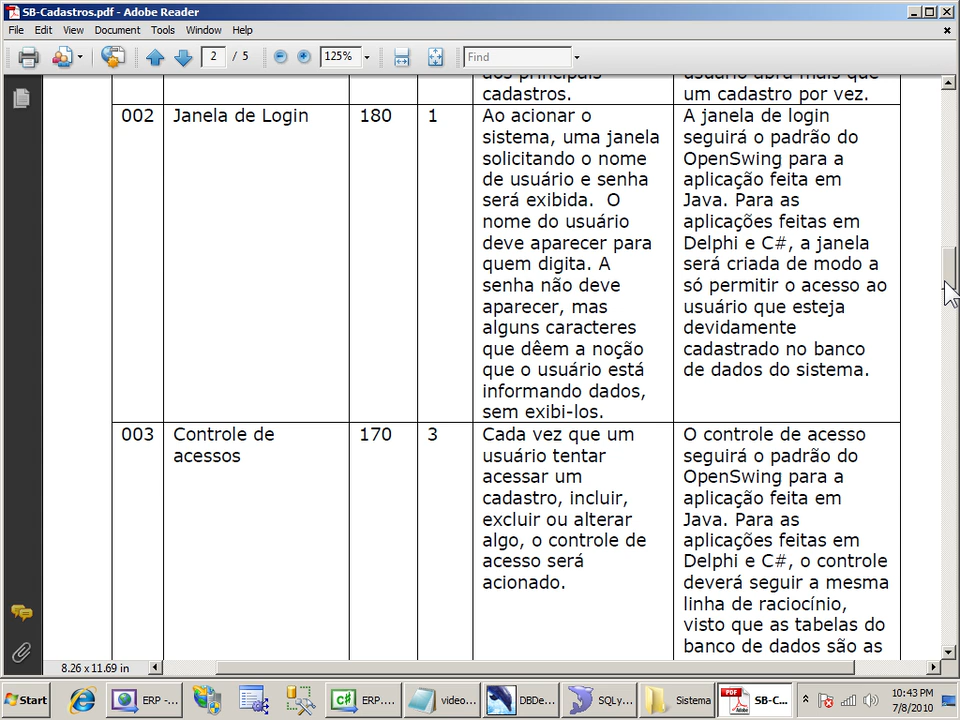 SB-Cadastros.pdf - Adobe Reader
File Edit View Document Tools Window Help
2 / 5 125% Find
cadastros.
um cadastro por vez.
002 Janela de Login 180 1
Ao acionar o
sistema, uma janela
solicitando o nome
de usuário e senha
será exibida. O
nome do usuário
deve aparecer para
quem digita. A
senha não deve
aparecer, mas
alguns caracteres
que dêem a noção
que o usuário está
informando dados,
sem exibi-los.
A janela de login
seguirá o padrão do
OpenSwing para a
aplicação feita em
Java. Para as
aplicações feitas em
Delphi e C#, a janela
será criada de modo a
só permitir o acesso ao
usuário que esteja
devidamente
cadastrado no banco
de dados do sistema.
003 Controle de
acessos
170 3
Cada vez que um
usuário tentar
acessar um
cadastro, incluir,
excluir ou alterar
algo, o controle de
acesso será
acionado.
O controle de acesso
seguirá o padrão do
OpenSwing para a
aplicação feita em
Java. Para as
aplicações feitas em
Delphi e C#, o controle
deverá seguir a mesma
linha de raciocínio,
visto que as tabelas do
banco de dados são as
8.26 x 11.69 in
Start ERP -... ERP.... video... DBDe... SQLy... Sistema SB-C... 10:43 PM
7/8/2010